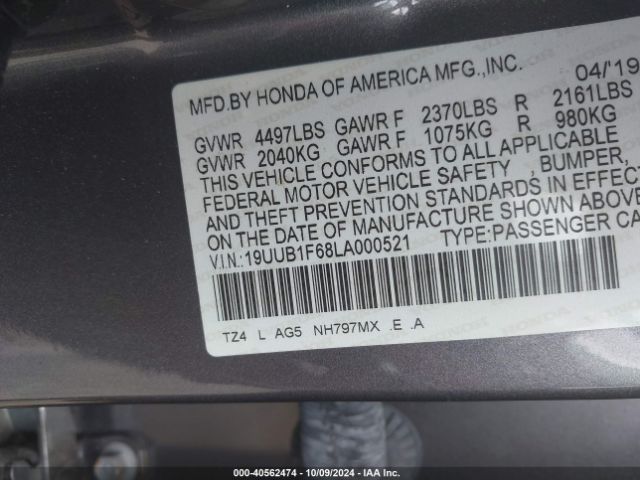 MFD.BY HONDA OF AMERICA MFG.,INC. 04/'19
GVWR 4497LBS GAWR F 2370LBS R 2161LBS
GVWR 2040KG GAWR F 1075KG R 980KG
THIS VEHICLE CONFORMS TO ALL APPLICABLE
FEDERAL MOTOR VEHICLE SAFETY , BUMPER,
AND THEFT PREVENTION STANDARDS IN EFFECT
ON THE DATE OF MANUFACTURE SHOWN ABOVE
V.I.N.:19UUB1F68LA000521 TYPE:PASSENGER CA
TZ4 L AG5 NH797MX .E .A
000-40562474 | 10/09/2024 | IAA Inc.